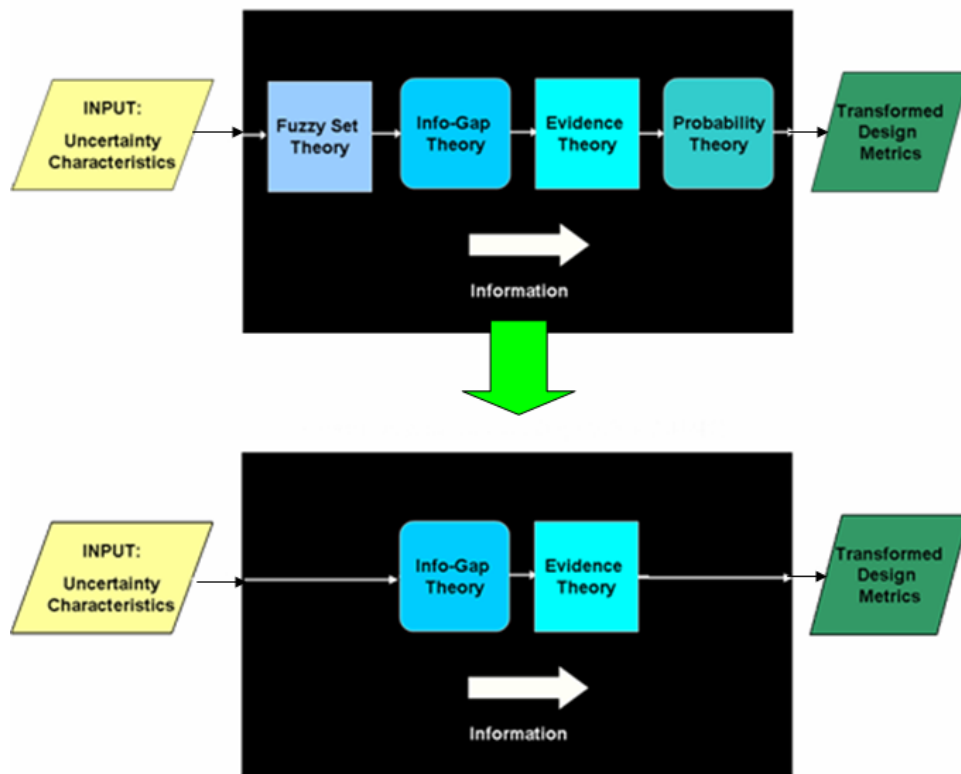 INPUT:
Uncertainty
Characteristics
Fuzzy Set
Theory
Info-Gap
Theory
Evidence
Theory
Probability
Theory
Transformed
Design
Metrics
Information
INPUT:
Uncertainty
Characteristics
Info-Gap
Theory
Evidence
Theory
Transformed
Design
Metrics
Information